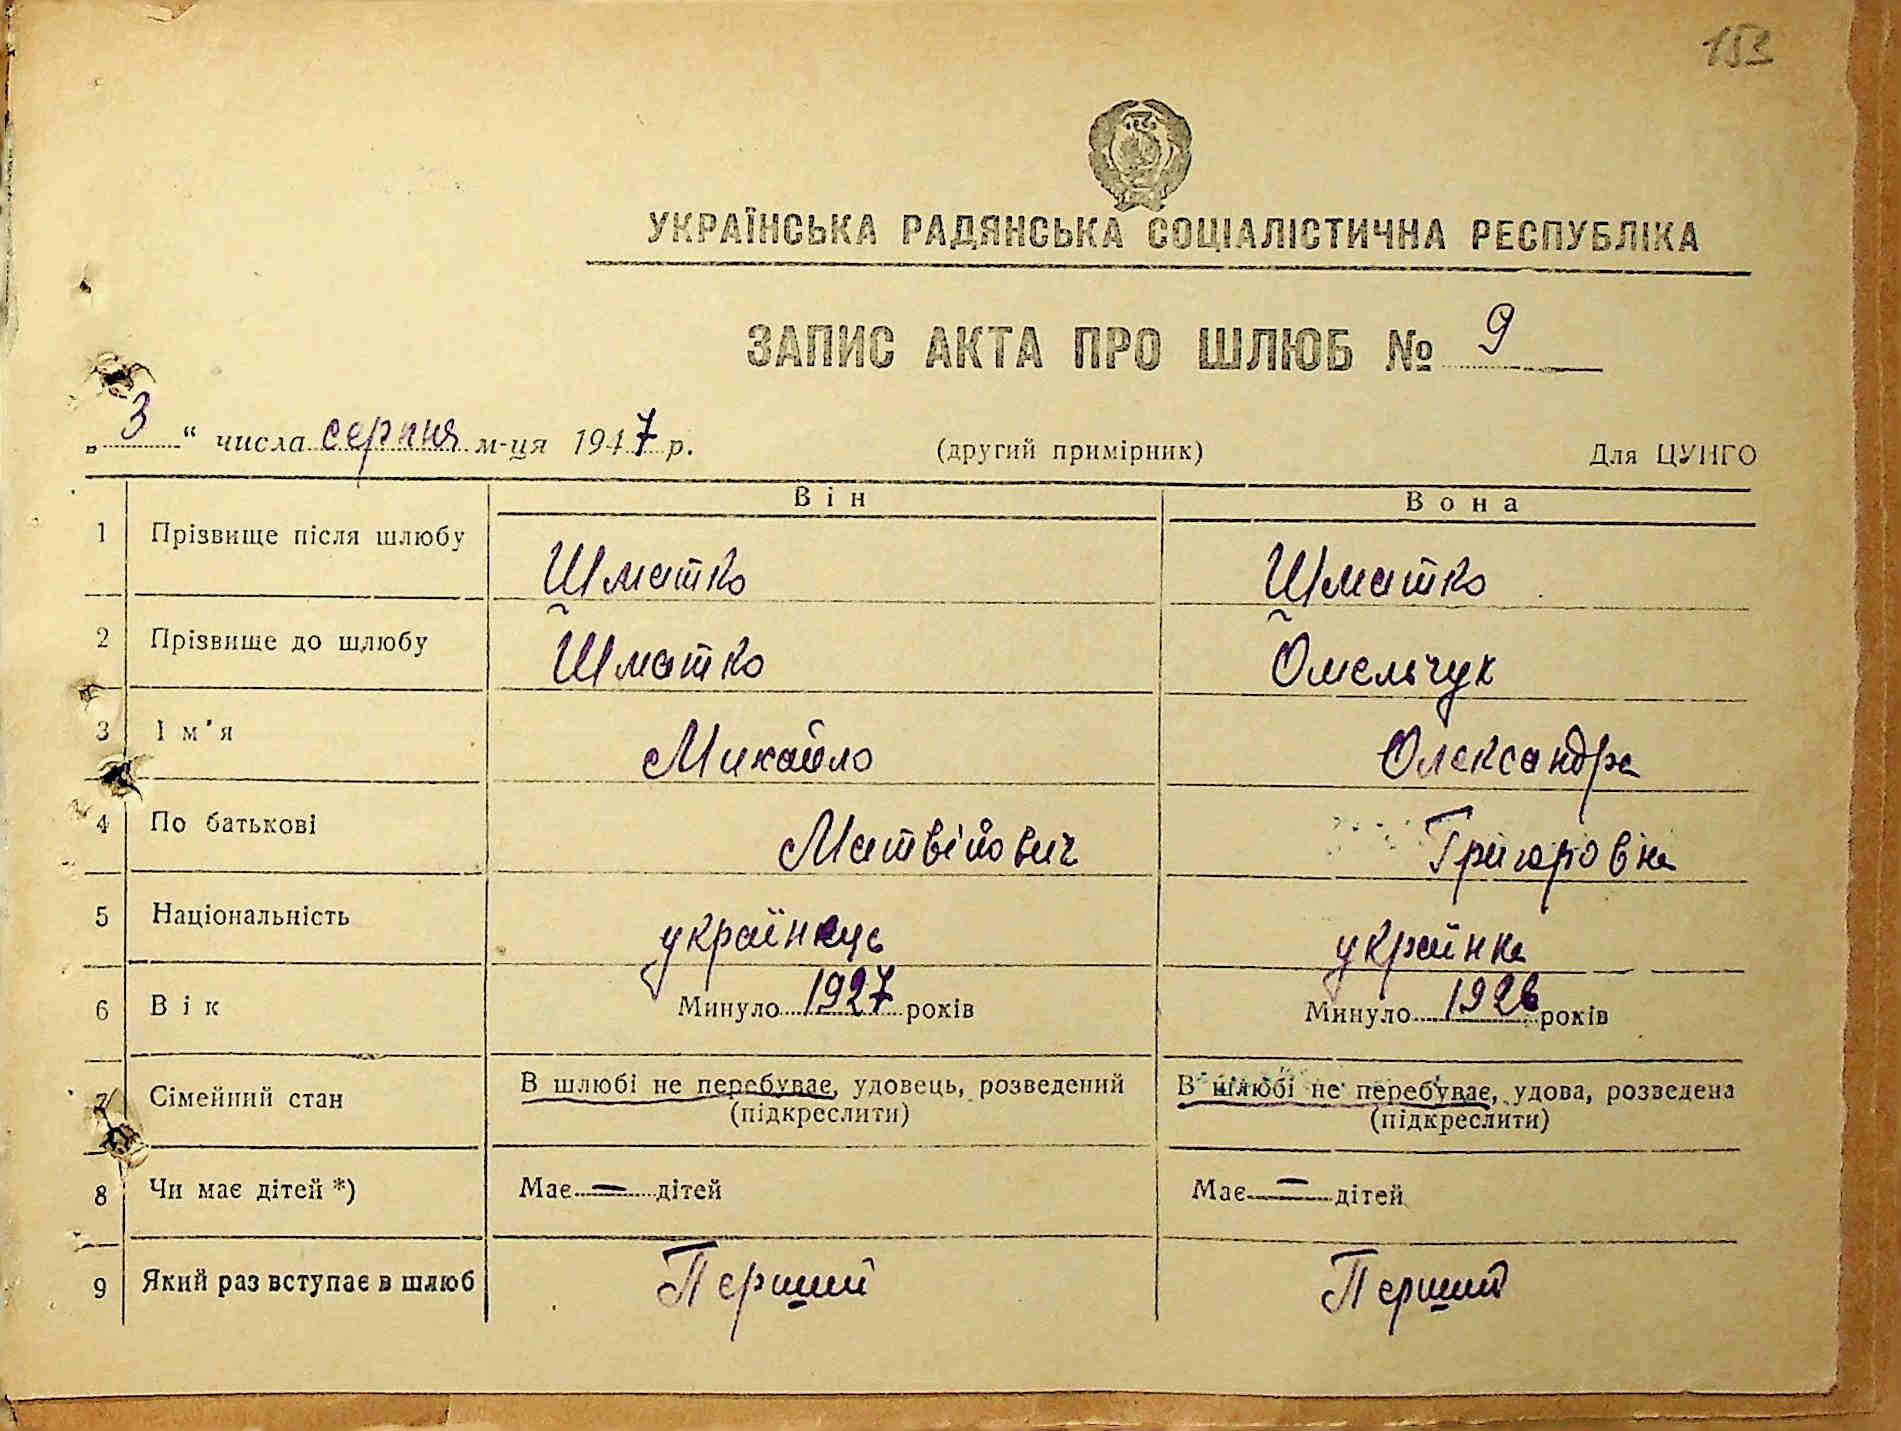 153
УКРАЇНСЬКА РАДЯНСЬКА СОЦІАЛІСТИЧНА РЕСПУБЛІКА
ЗАПИС АКТА ПРО ШЛЮБ № 9
„3“ числа серпня м-ця 1947 р. (другий примірник) Для ЦУНГО
Він Вона
1 Прізвище після шлюбу Шматко Шматко
2 Прізвище до шлюбу Шматко Омельчук
3 Ім'я Михайло Олександра
4 По батькові Матвійович Григоровна
5 Національність українець українка
6 Вік Минуло 1927 років Минуло 1926 років
7 Сімейний стан В шлюбі не перебуває, удовець, розведений В шлюбі не перебуває, удова, розведена
(підкреслити) (підкреслити)
8 Чи має дітей *) Має — дітей Має — дітей
9 Який раз вступає в шлюб Перший Перший